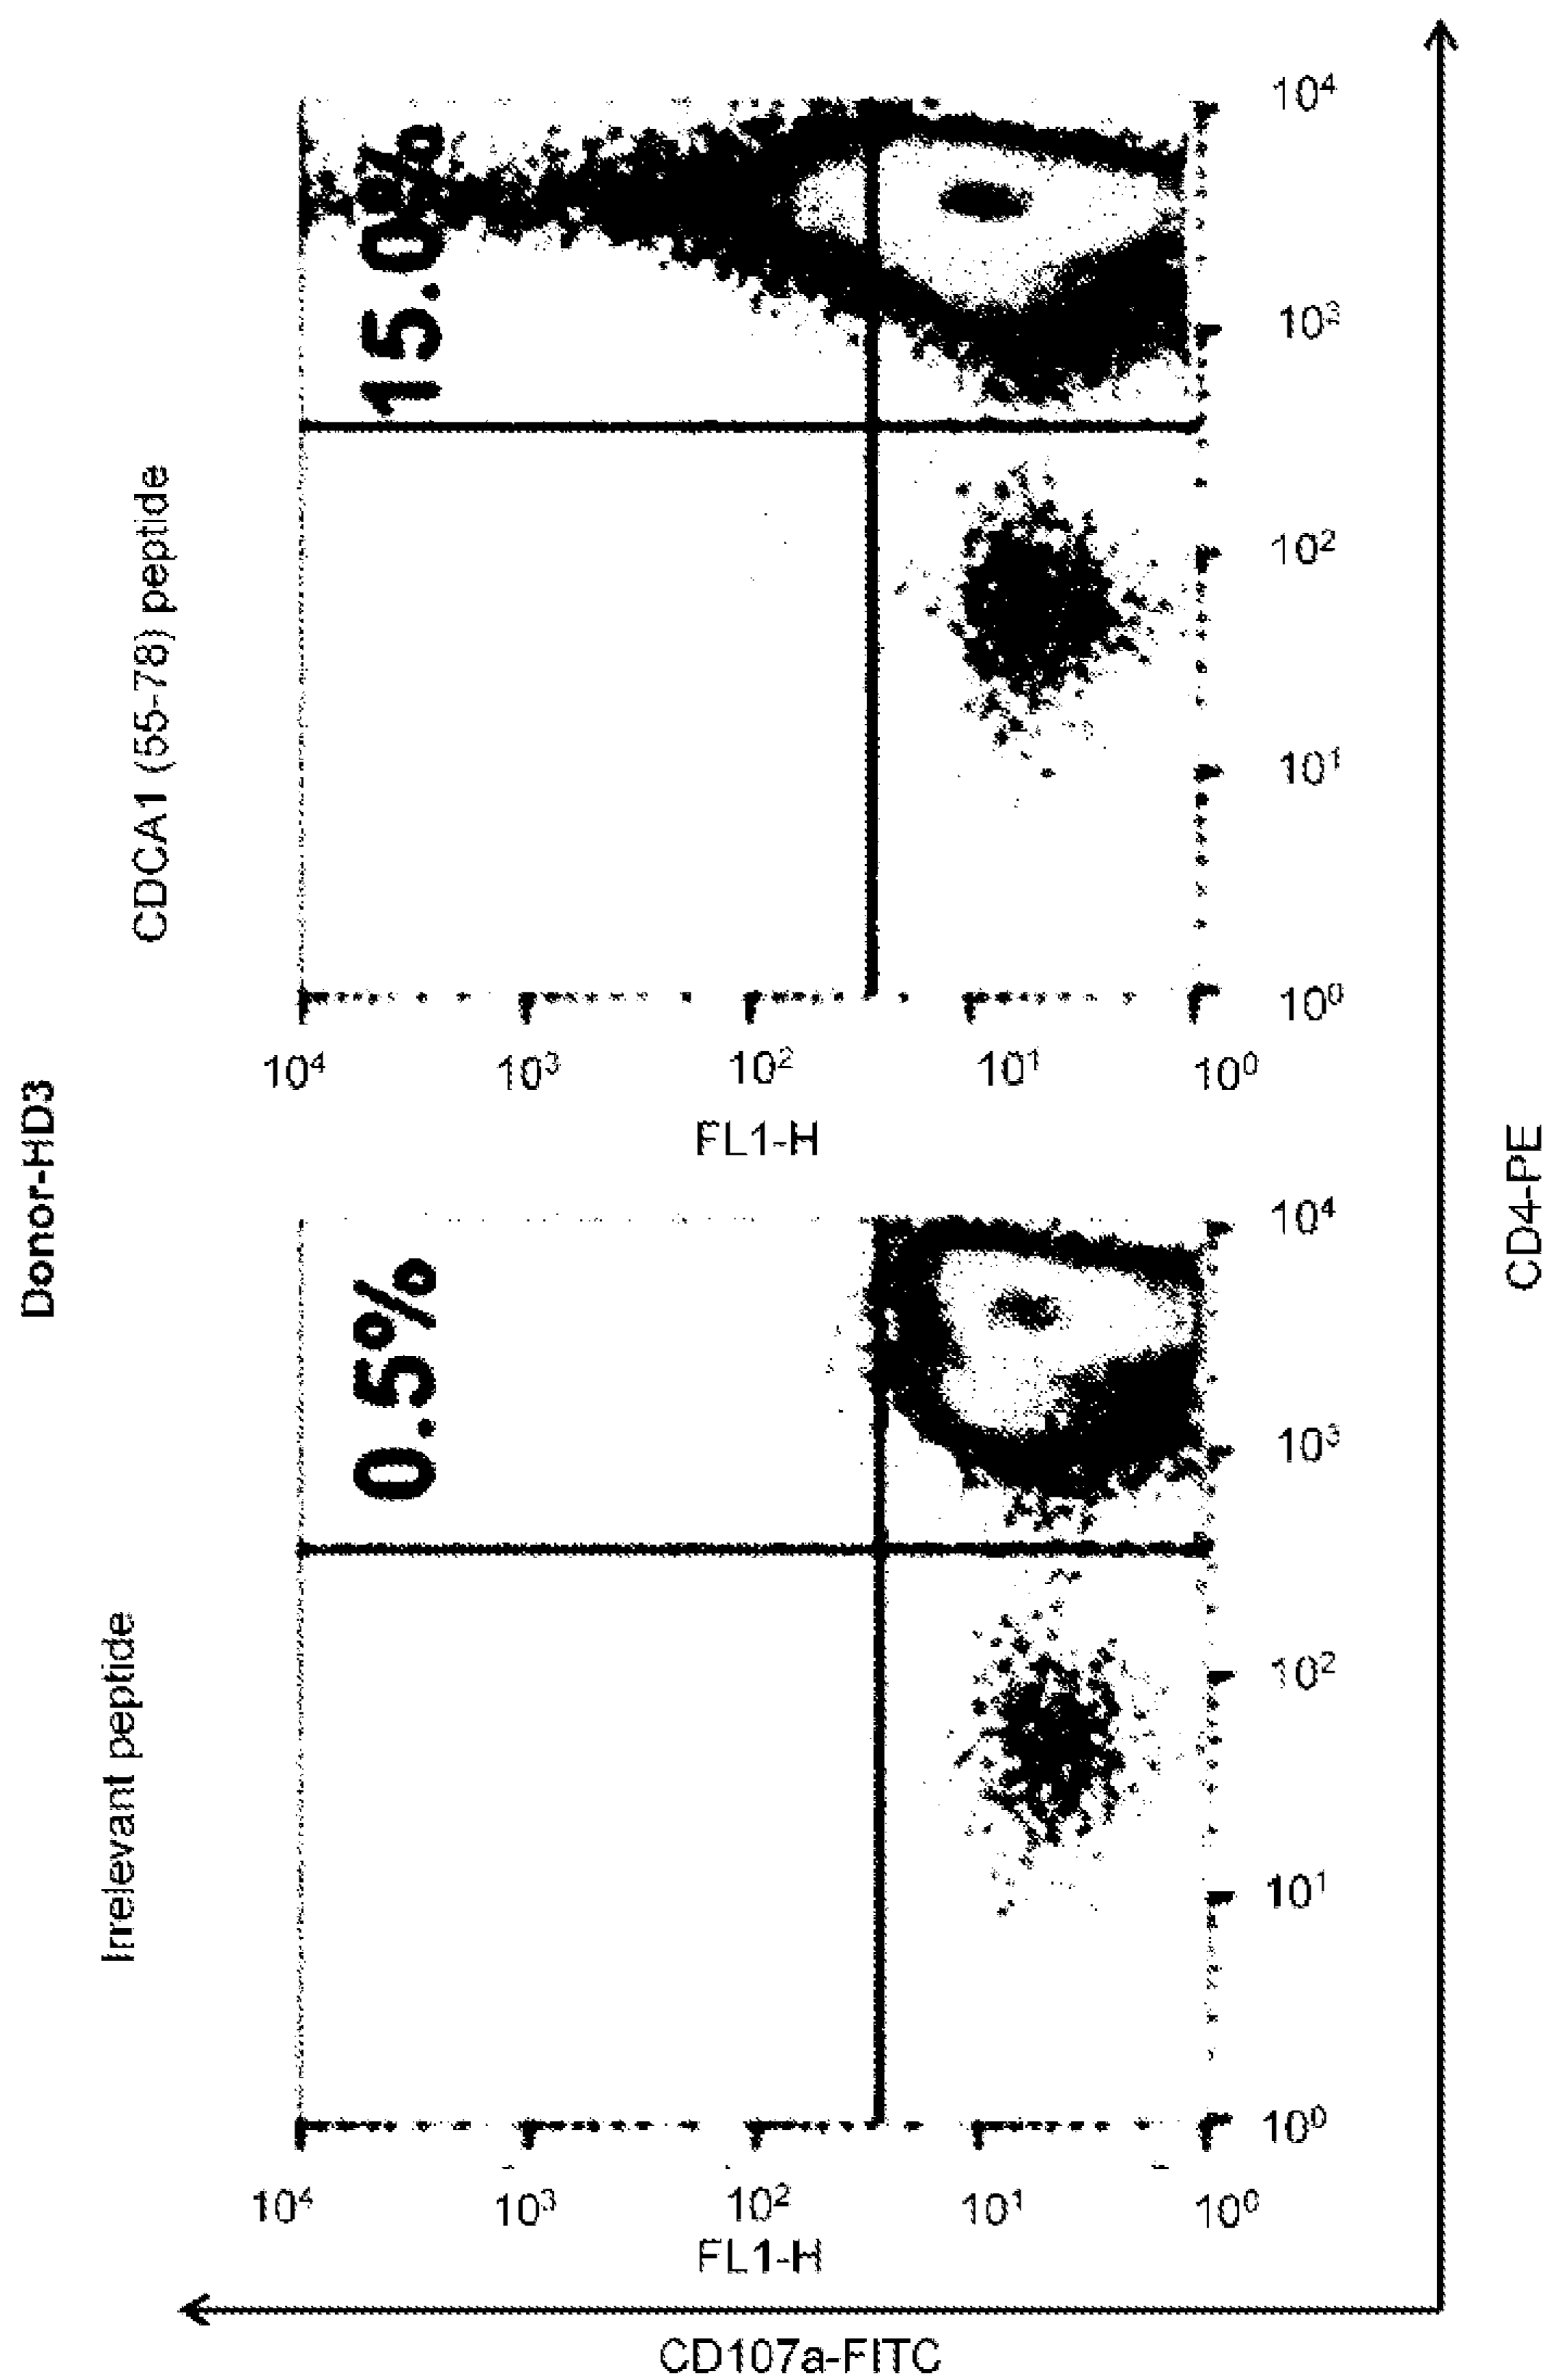 Donor-HD3
CDCA1 (55-78) peptide
15.0%
10⁴
10³
10²
10¹
10⁰
10⁴ 10³ 10² 10¹ 10⁰
FL1-H
Irrelevant peptide
0.5%
10⁴
10³
10²
10¹
10⁰
10⁴ 10³ 10² 10¹ 10⁰
FL1-H
CD4-PE
CD107a-FITC